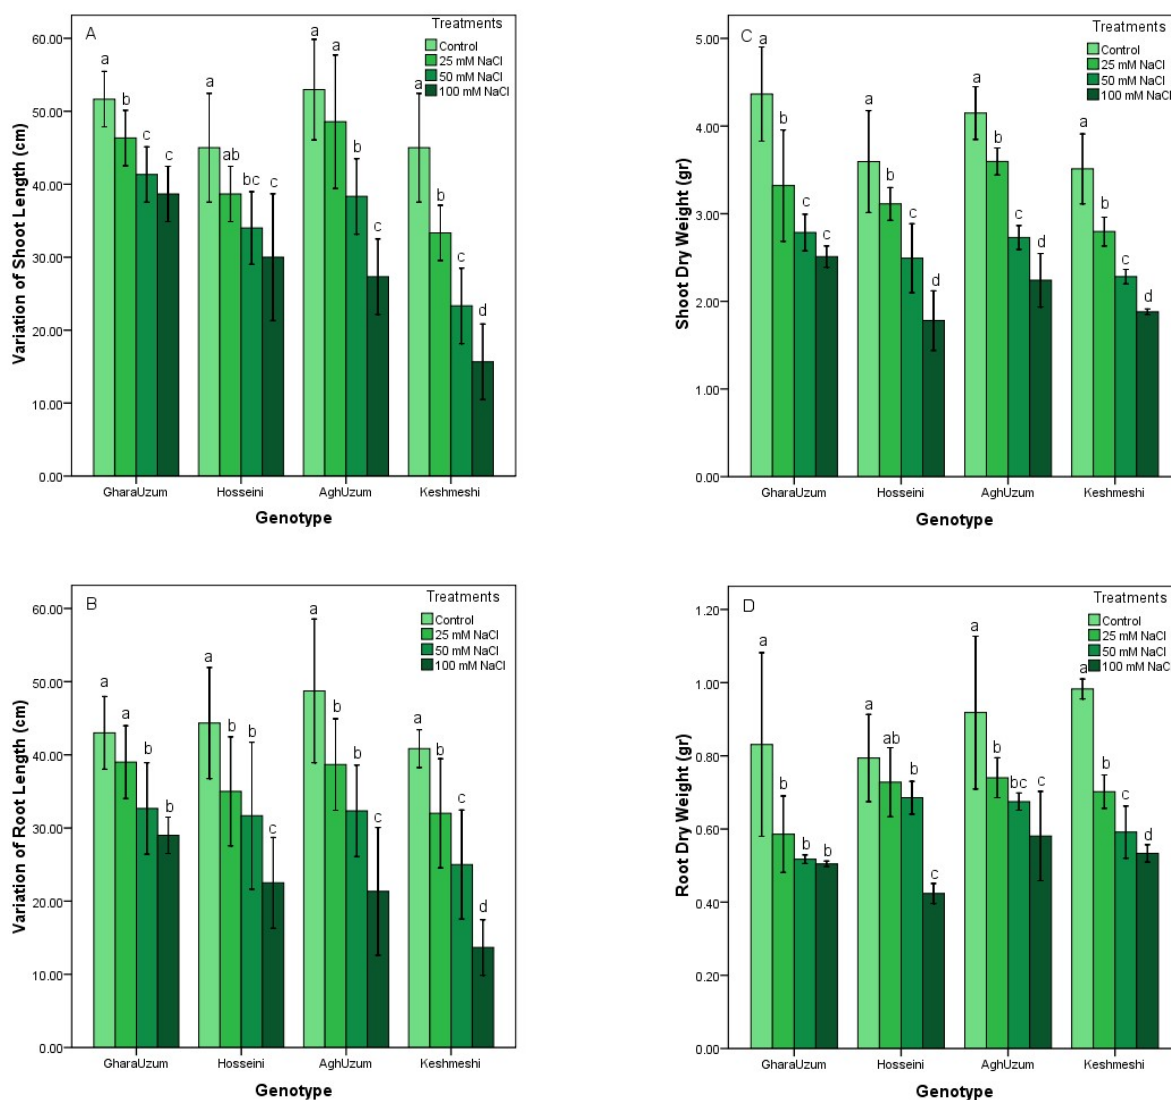 A
Treatments
Control
25 mM NaCl
50 mM NaCl
100 mM NaCl
Variation of Shoot Length (cm)
60.00
50.00
40.00
30.00
20.00
10.00
0.00
a b c c
a ab bc c
a a b c
a b c d
GharaUzum Hosseini AghUzum Keshmeshi
Genotype
C
Treatments
Control
25 mM NaCl
50 mM NaCl
100 mM NaCl
Shoot Dry Weight (gr)
5.00
4.00
3.00
2.00
1.00
0.00
a b c c
a b c d
a b c d
a b c d
GharaUzum Hosseini AghUzum Keshmeshi
Genotype
B
Treatments
Control
25 mM NaCl
50 mM NaCl
100 mM NaCl
Variation of Root Length (cm)
60.00
50.00
40.00
30.00
20.00
10.00
00.00
a a b b
a b b c
a b b c
a b c d
GharaUzum Hosseini AghUzum Keshmeshi
Genotype
D
Treatments
Control
25 mM NaCl
50 mM NaCl
100 mM NaCl
Root Dry Weight (gr)
1.20
1.00
0.80
0.60
0.40
0.20
00.00
a b b b
a ab b c
a b bc c
a b c d
GharaUzum Hosseini AghUzum Keshmeshi
Genotype